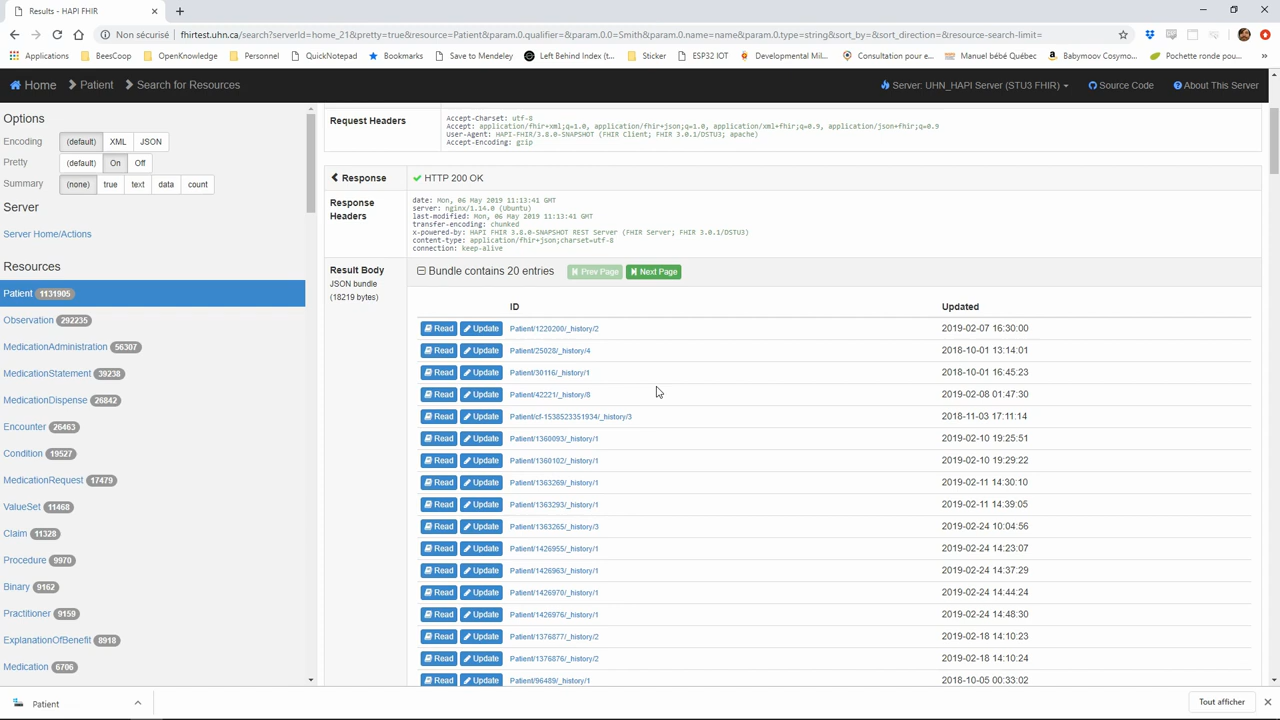 Results - HAPI FHIR
Non sécurisé fhirtest.uhn.ca/search?serverId=home_21&pretty=true&resource=Patient&param.0.qualifier=&param.0.0=Smith&param.0.name=name&param.0.type=string&sort_by=&sort_direction=&resource-search-limit=
Applications BeesCoop OpenKnowledge Personnel QuickNotepad Bookmarks Save to Mendeley Left Behind Index (t... Sticker ESP32 IOT Developmental Mil... Consultation pour e... Manuel bébé Québec Babymoov Cosymo... Pochette ronde pou...
Home Patient Search for Resources Server: UHN_HAPI Server (STU3 FHIR) Source Code About This Server
Options
Encoding (default) XML JSON
Pretty (default) On Off
Summary (none) true text data count
Server
Server Home/Actions
Resources
Patient 1131905
Observation 292235
MedicationAdministration 56307
MedicationStatement 39238
MedicationDispense 26842
Encounter 26463
Condition 19527
MedicationRequest 17479
ValueSet 11468
Claim 11328
Procedure 9970
Binary 9162
Practitioner 9159
ExplanationOfBenefit 8918
Medication 6706
Request Headers
Accept-Charset: utf-8
Accept: application/fhir+xml;q=1.0, application/fhir+json;q=1.0, application/xml+fhir;q=0.9, application/json+fhir;q=0.9
User-Agent: HAPI-FHIR/3.8.0-SNAPSHOT (FHIR Client; FHIR 3.0.1/DSTU3; apache)
Accept-Encoding: gzip
Response HTTP 200 OK
Response Headers
date: Mon, 06 May 2019 11:13:41 GMT
server: nginx/1.14.0 (Ubuntu)
last-modified: Mon, 06 May 2019 11:13:41 GMT
transfer-encoding: chunked
x-powered-by: HAPI FHIR 3.8.0-SNAPSHOT REST Server (FHIR Server; FHIR 3.0.1/DSTU3)
content-type: application/fhir+json;charset=utf-8
connection: keep-alive
Result Body
JSON bundle
(18219 bytes)
Bundle contains 20 entries Prev Page Next Page
ID Updated
Read Update Patient/1220200/_history/2 2019-02-07 16:30:00
Read Update Patient/25028/_history/4 2018-10-01 13:14:01
Read Update Patient/30116/_history/1 2018-10-01 16:45:23
Read Update Patient/42221/_history/8 2019-02-08 01:47:30
Read Update Patient/cf-1538523351934/_history/3 2018-11-03 17:11:14
Read Update Patient/1360093/_history/1 2019-02-10 19:25:51
Read Update Patient/1360102/_history/1 2019-02-10 19:29:22
Read Update Patient/1363269/_history/1 2019-02-11 14:30:10
Read Update Patient/1363293/_history/1 2019-02-11 14:39:05
Read Update Patient/1363265/_history/3 2019-02-24 10:04:56
Read Update Patient/1426955/_history/1 2019-02-24 14:23:07
Read Update Patient/1426963/_history/1 2019-02-24 14:37:29
Read Update Patient/1426970/_history/1 2019-02-24 14:44:24
Read Update Patient/1426976/_history/1 2019-02-24 14:48:30
Read Update Patient/1376877/_history/2 2019-02-18 14:10:23
Read Update Patient/1376876/_history/2 2019-02-18 14:10:24
Read Update Patient/96489/_history/1 2018-10-05 00:33:02
Patient
Tout afficher